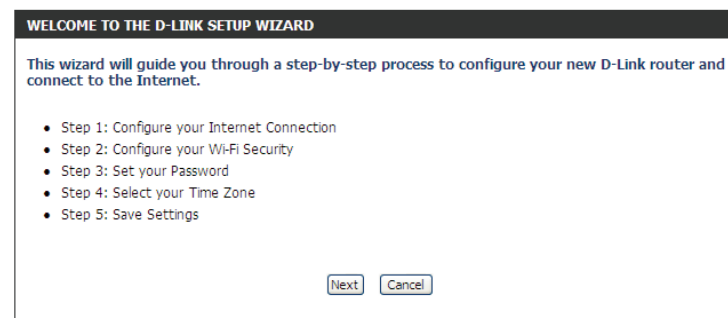 WELCOME TO THE D-LINK SETUP WIZARD
This wizard will guide you through a step-by-step process to configure your new D-Link router and
connect to the Internet.
• Step 1: Configure your Internet Connection
• Step 2: Configure your Wi-Fi Security
• Step 3: Set your Password
• Step 4: Select your Time Zone
• Step 5: Save Settings
Next Cancel